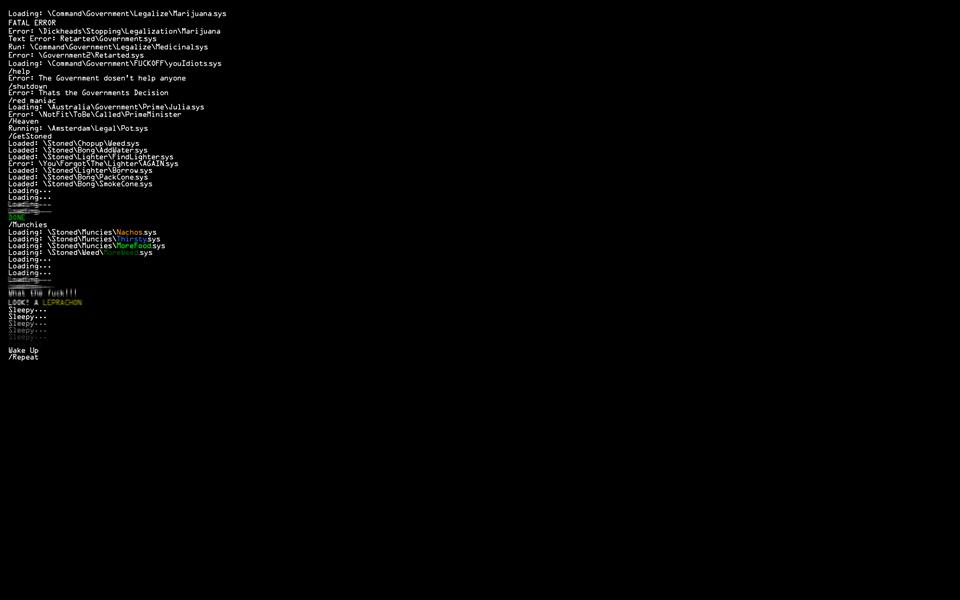 Loading: \Command\Government\Legalize\Marijuana.sys
FATAL ERROR
Error: \Dickheads\Stopping\Legalization\Marijuana
Text Error: Retarted\Government.sys
Run: \Command\Government\Legalize\Medicinal.sys
Error: \Government2\Retarted.sys
Loading: \Command\Government\FUCKOFF\youIdiots.sys
/help
Error: The Government dosen't help anyone
/shutdown
Error: Thats the Governments Decision
/red maniac
Loading: \Australia\Government\Prime\Julia.sys
Error: \NotFit\ToBe\Called\PrimeMinister
/Heaven
Running: \Amsterdam\Legal\Pot.sys
/GetStoned
Loaded: \Stoned\Chopup\Weed.sys
Loaded: \Stoned\Bong\AddWater.sys
Loaded: \Stoned\Lighter\FindLighter.sys
Error: \You\Forgot\The\Lighter\AGAIN.sys
Loaded: \Stoned\Lighter\Borrow.sys
Loaded: \Stoned\Bong\PackCone.sys
Loaded: \Stoned\Bong\SmokeCone.sys
Loading...
Loading...
Loading...
Loading...
DONE
/Munchies
Loading: \Stoned\Muncies\Nachos.sys
Loading: \Stoned\Muncies\Thirsty.sys
Loading: \Stoned\Muncies\MoreFood.sys
Loading: \Stoned\Weed\MoreWeed.sys
Loading...
Loading...
Loading...
Loading...
What the fuck!!!
LOOK! A LEPRACHON
Sleepy...
Sleepy...
Sleepy...
Sleepy...
Sleepy...
Wake Up
/Repeat